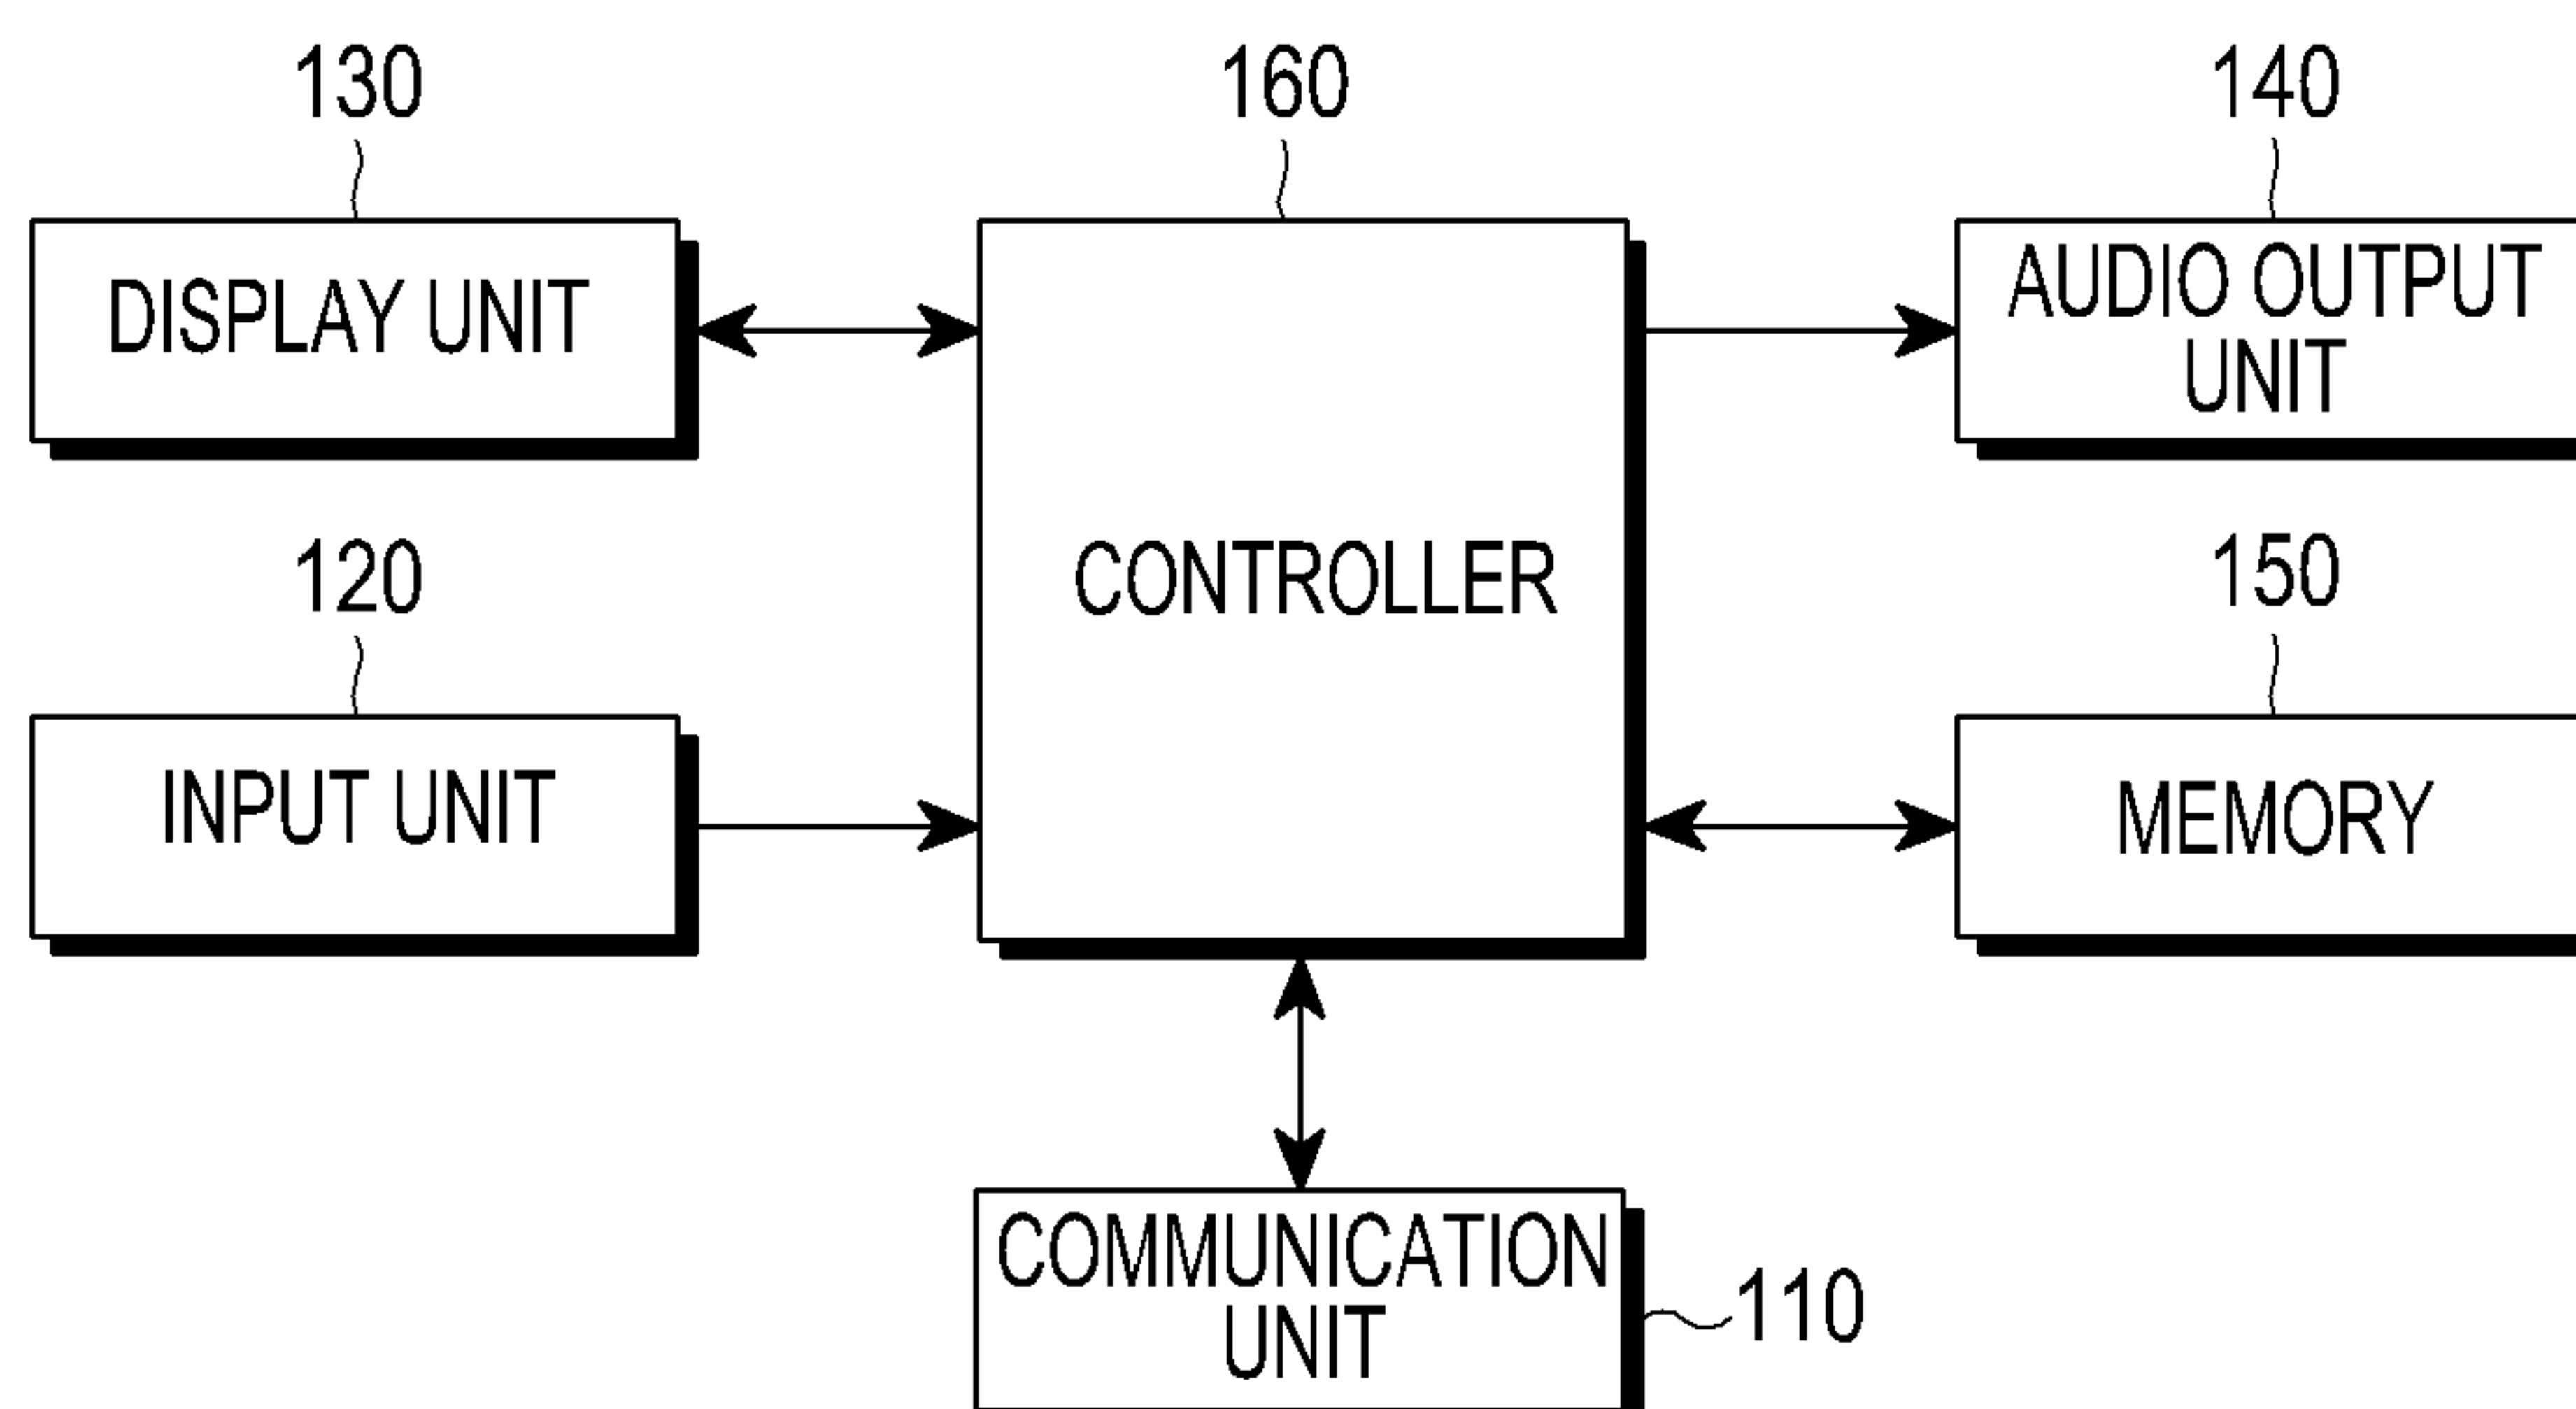 130
160
140
DISPLAY UNIT
AUDIO OUTPUT
UNIT
120
CONTROLLER
150
INPUT UNIT
MEMORY
COMMUNICATION
UNIT
110